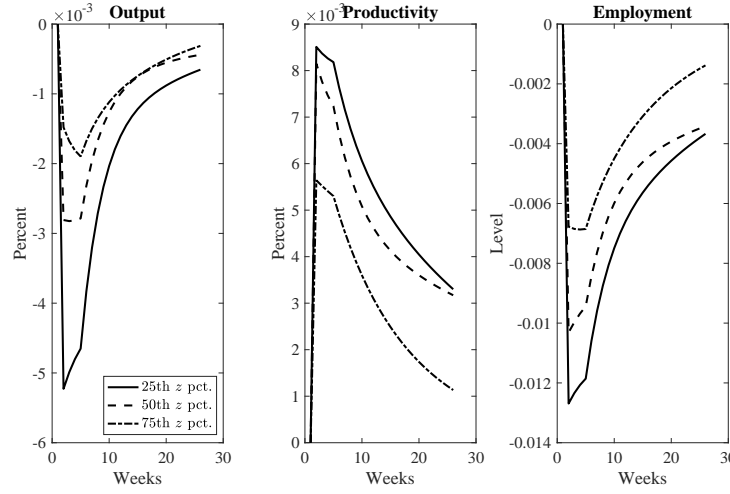 ×10⁻³ Output
0
-1
-2
-3
-4
-5
-6
Percent
0 10 20 30
Weeks
25th z pct.
50th z pct.
75th z pct.
×10⁻³ Productivity
9
8
7
6
5
4
3
2
1
0
Percent
0 10 20 30
Weeks
Employment
0
-0.002
-0.004
-0.006
-0.008
-0.01
-0.012
-0.014
Level
0 10 20 30
Weeks